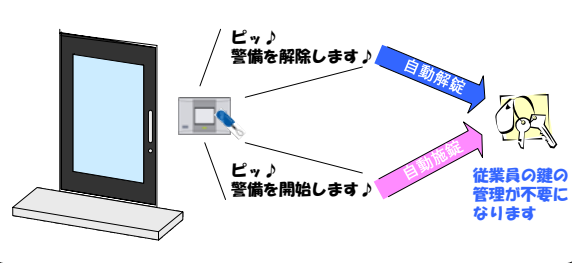 ピッ♪
警備を解除します♪
自動解錠
ピッ♪
警備を開始します♪
自動施錠
従業員の鍵の
管理が不要に
なります